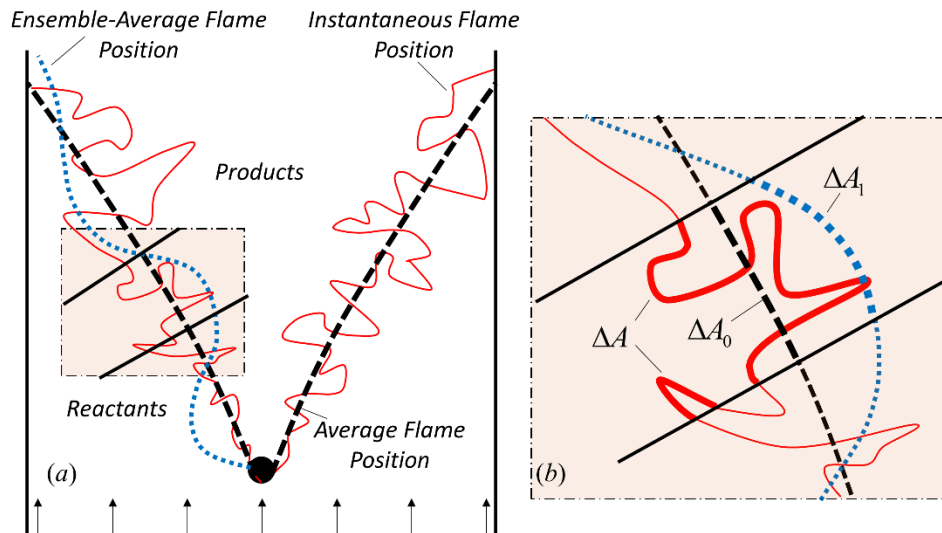 Ensemble-Average Flame
Position
Instantaneous Flame
Position
Products
Reactants
Average Flame
Position
(a)
ΔA₁
ΔA₀
ΔA
(b)